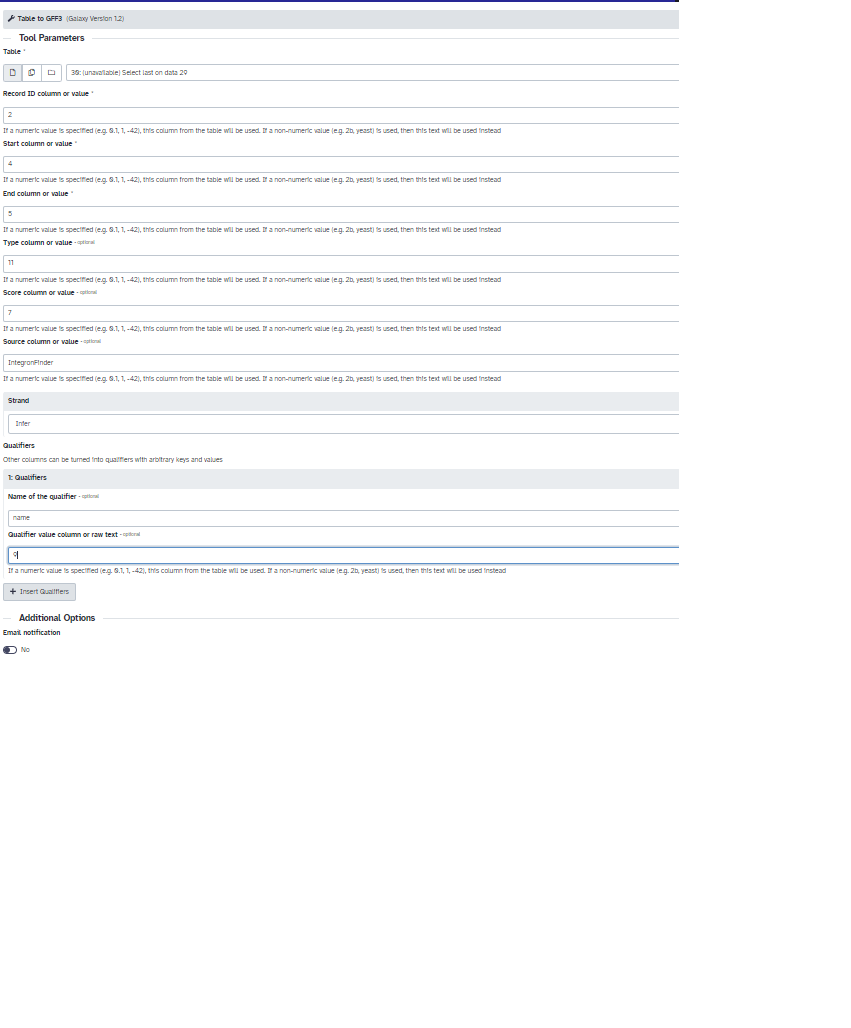 Table to GFF3 (Galaxy Version 1.2)
Tool Parameters
Table *
30: (unavailable) Select last on data 29
Record ID column or value *
2
If a numeric value is specified (e.g. 0.1, 1, -42), this column from the table will be used. If a non-numeric value (e.g. 2b, yeast) is used, then this text will be used instead
Start column or value *
4
If a numeric value is specified (e.g. 0.1, 1, -42), this column from the table will be used. If a non-numeric value (e.g. 2b, yeast) is used, then this text will be used instead
End column or value *
5
If a numeric value is specified (e.g. 0.1, 1, -42), this column from the table will be used. If a non-numeric value (e.g. 2b, yeast) is used, then this text will be used instead
Type column or value - optional
11
If a numeric value is specified (e.g. 0.1, 1, -42), this column from the table will be used. If a non-numeric value (e.g. 2b, yeast) is used, then this text will be used instead
Score column or value - optional
7
If a numeric value is specified (e.g. 0.1, 1, -42), this column from the table will be used. If a non-numeric value (e.g. 2b, yeast) is used, then this text will be used instead
Source column or value - optional
IntegronFinder
If a numeric value is specified (e.g. 0.1, 1, -42), this column from the table will be used. If a non-numeric value (e.g. 2b, yeast) is used, then this text will be used instead
Strand
Infer
Qualifiers
Other columns can be turned into qualifiers with arbitrary keys and values
1: Qualifiers
Name of the qualifier - optional
name
Qualifier value column or raw text - optional
9
If a numeric value is specified (e.g. 0.1, 1, -42), this column from the table will be used. If a non-numeric value (e.g. 2b, yeast) is used, then this text will be used instead
Insert Qualifiers
Additional Options
Email notification
No